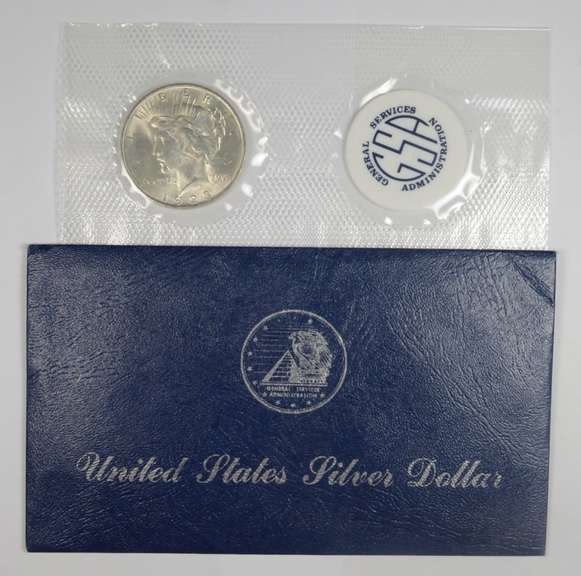 LIBERTY
GENERAL SERVICES ADMINISTRATION
GSA
GENERAL SERVICES
ADMINISTRATION
United States Silver Dollar